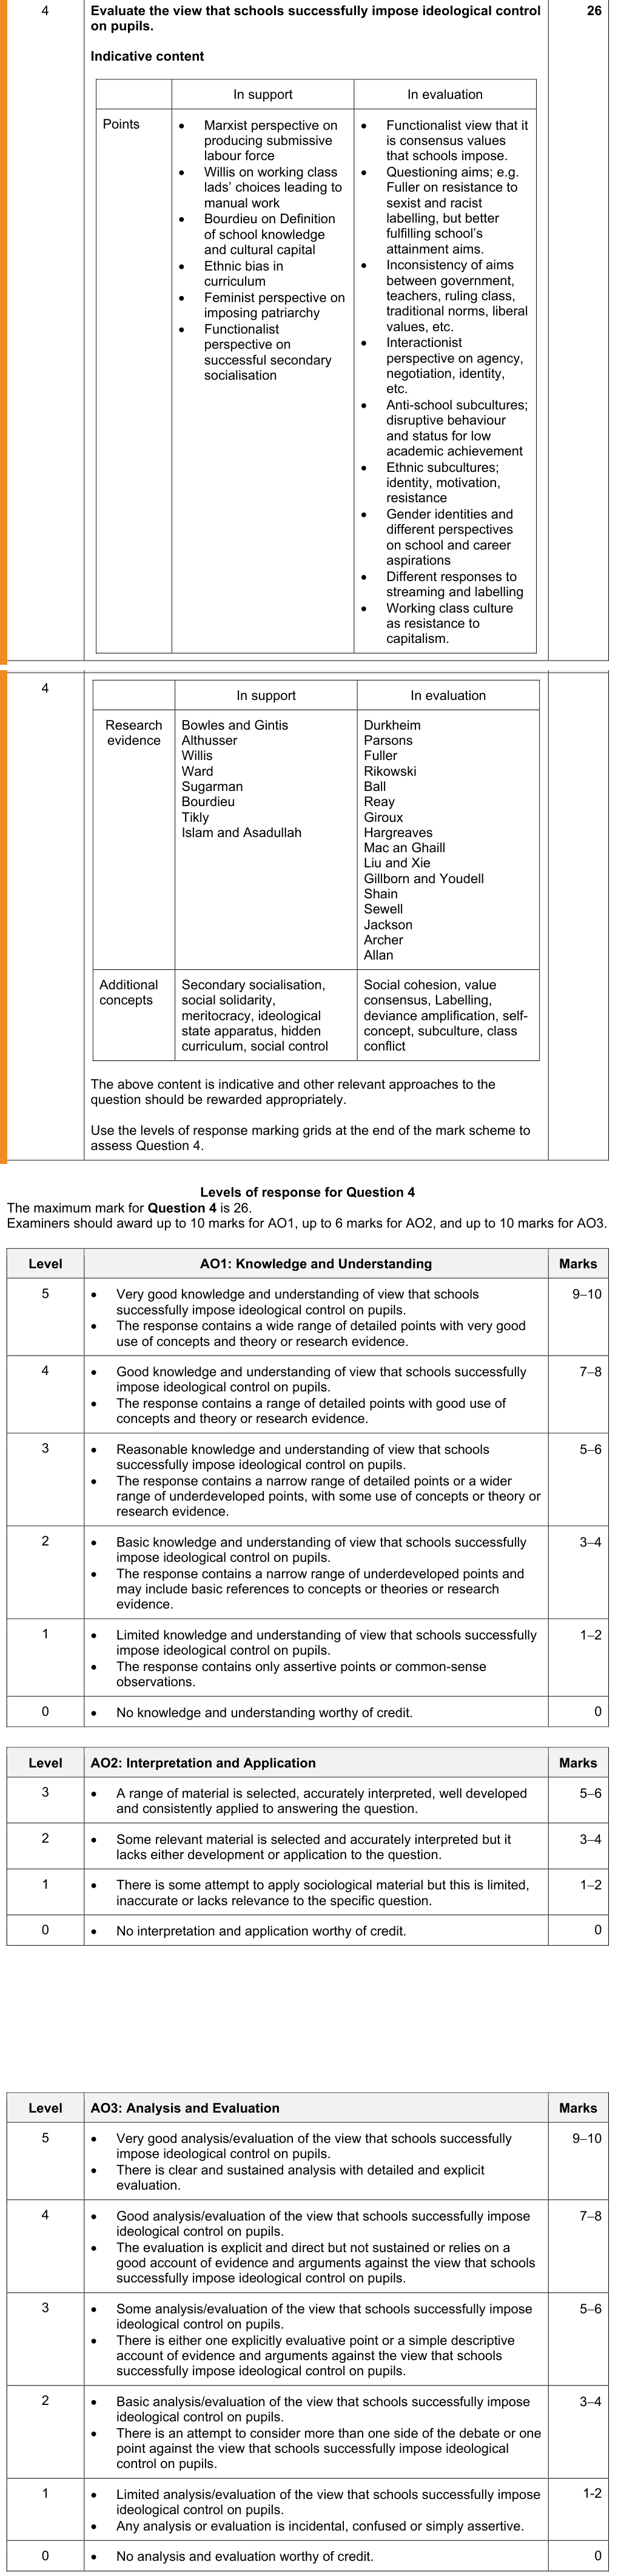 4
Evaluate the view that schools successfully impose ideological control
on pupils.
26
Indicative content
In support
In evaluation
Points
• Marxist perspective on
producing submissive
labour force
• Willis on working class
lads’ choices leading to
manual work
• Bourdieu on Definition
of school knowledge
and cultural capital
• Ethnic bias in
curriculum
• Feminist perspective on
imposing patriarchy
• Functionalist
perspective on
successful secondary
socialisation
• Functionalist view that it
is consensus values
that schools impose.
• Questioning aims; e.g.
Fuller on resistance to
sexist and racist
labelling, but better
fulfilling school’s
attainment aims.
• Inconsistency of aims
between government,
teachers, ruling class,
traditional norms, liberal
values, etc.
• Interactionist
perspective on agency,
negotiation, identity,
etc.
• Anti-school subcultures;
disruptive behaviour
and status for low
academic achievement
• Ethnic subcultures;
identity, motivation,
resistance
• Gender identities and
different perspectives
on school and career
aspirations
• Different responses to
streaming and labelling
• Working class culture
as resistance to
capitalism.
4
In support
In evaluation
Research
evidence
Bowles and Gintis
Althusser
Willis
Ward
Sugarman
Bourdieu
Tikly
Islam and Asadullah
Durkheim
Parsons
Fuller
Rikowski
Ball
Reay
Giroux
Hargreaves
Mac an Ghaill
Liu and Xie
Gillborn and Youdell
Shain
Sewell
Jackson
Archer
Allan
Additional
concepts
Secondary socialisation,
social solidarity,
meritocracy, ideological
state apparatus, hidden
curriculum, social control
Social cohesion, value
consensus, Labelling,
deviance amplification, self-
concept, subculture, class
conflict
The above content is indicative and other relevant approaches to the
question should be rewarded appropriately.
Use the levels of response marking grids at the end of the mark scheme to
assess Question 4.
Levels of response for Question 4
The maximum mark for Question 4 is 26.
Examiners should award up to 10 marks for AO1, up to 6 marks for AO2, and up to 10 marks for AO3.
Level
AO1: Knowledge and Understanding
Marks
5
• Very good knowledge and understanding of view that schools
successfully impose ideological control on pupils.
• The response contains a wide range of detailed points with very good
use of concepts and theory or research evidence.
9–10
4
• Good knowledge and understanding of view that schools successfully
impose ideological control on pupils.
• The response contains a range of detailed points with good use of
concepts and theory or research evidence.
7–8
3
• Reasonable knowledge and understanding of view that schools
successfully impose ideological control on pupils.
• The response contains a narrow range of detailed points or a wider
range of underdeveloped points, with some use of concepts or theory or
research evidence.
5–6
2
• Basic knowledge and understanding of view that schools successfully
impose ideological control on pupils.
• The response contains a narrow range of underdeveloped points and
may include basic references to concepts or theories or research
evidence.
3–4
1
• Limited knowledge and understanding of view that schools successfully
impose ideological control on pupils.
• The response contains only assertive points or common-sense
observations.
1–2
0
• No knowledge and understanding worthy of credit.
0
Level
AO2: Interpretation and Application
Marks
3
• A range of material is selected, accurately interpreted, well developed
and consistently applied to answering the question.
5–6
2
• Some relevant material is selected and accurately interpreted but it
lacks either development or application to the question.
3–4
1
• There is some attempt to apply sociological material but this is limited,
inaccurate or lacks relevance to the specific question.
1–2
0
• No interpretation and application worthy of credit.
0
Level
AO3: Analysis and Evaluation
Marks
5
• Very good analysis/evaluation of the view that schools successfully
impose ideological control on pupils.
• There is clear and sustained analysis with detailed and explicit
evaluation.
9–10
4
• Good analysis/evaluation of the view that schools successfully impose
ideological control on pupils.
• The evaluation is explicit and direct but not sustained or relies on a
good account of evidence and arguments against the view that schools
successfully impose ideological control on pupils.
7–8
3
• Some analysis/evaluation of the view that schools successfully impose
ideological control on pupils.
• There is either one explicitly evaluative point or a simple descriptive
account of evidence and arguments against the view that schools
successfully impose ideological control on pupils.
5–6
2
• Basic analysis/evaluation of the view that schools successfully impose
ideological control on pupils.
• There is an attempt to consider more than one side of the debate or one
point against the view that schools successfully impose ideological
control on pupils.
3–4
1
• Limited analysis/evaluation of the view that schools successfully impose
ideological control on pupils.
• Any analysis or evaluation is incidental, confused or simply assertive.
1-2
0
• No analysis and evaluation worthy of credit.
0